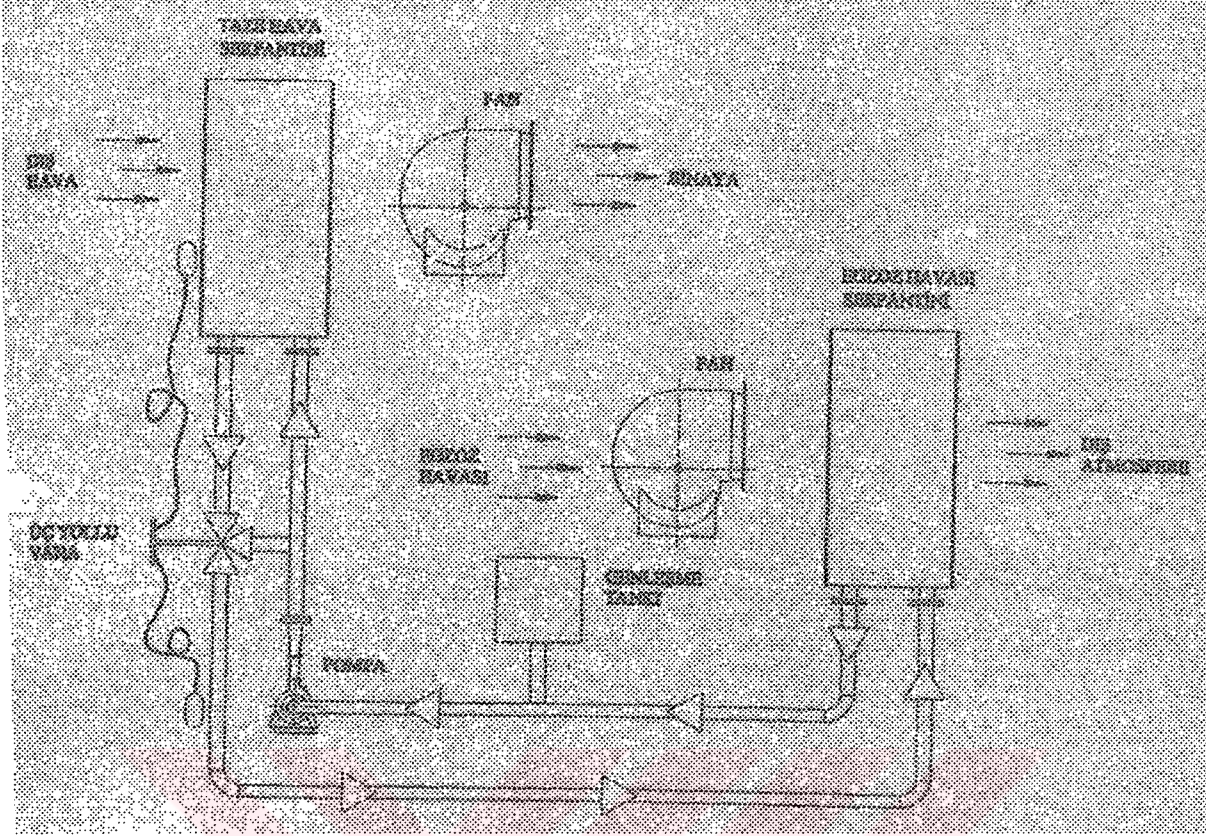 TAZE HAVA
SERPANTİNİ
FAN
DIŞ
HAVA
BİNAYA
EGZOZ HAVASI
SERPANTİNİ
FAN
EGZOZ
HAVASI
DIŞ
ATMOSFERE
ÜÇ YOLLU
VANA
GENLEŞME
TANKI
POMPA